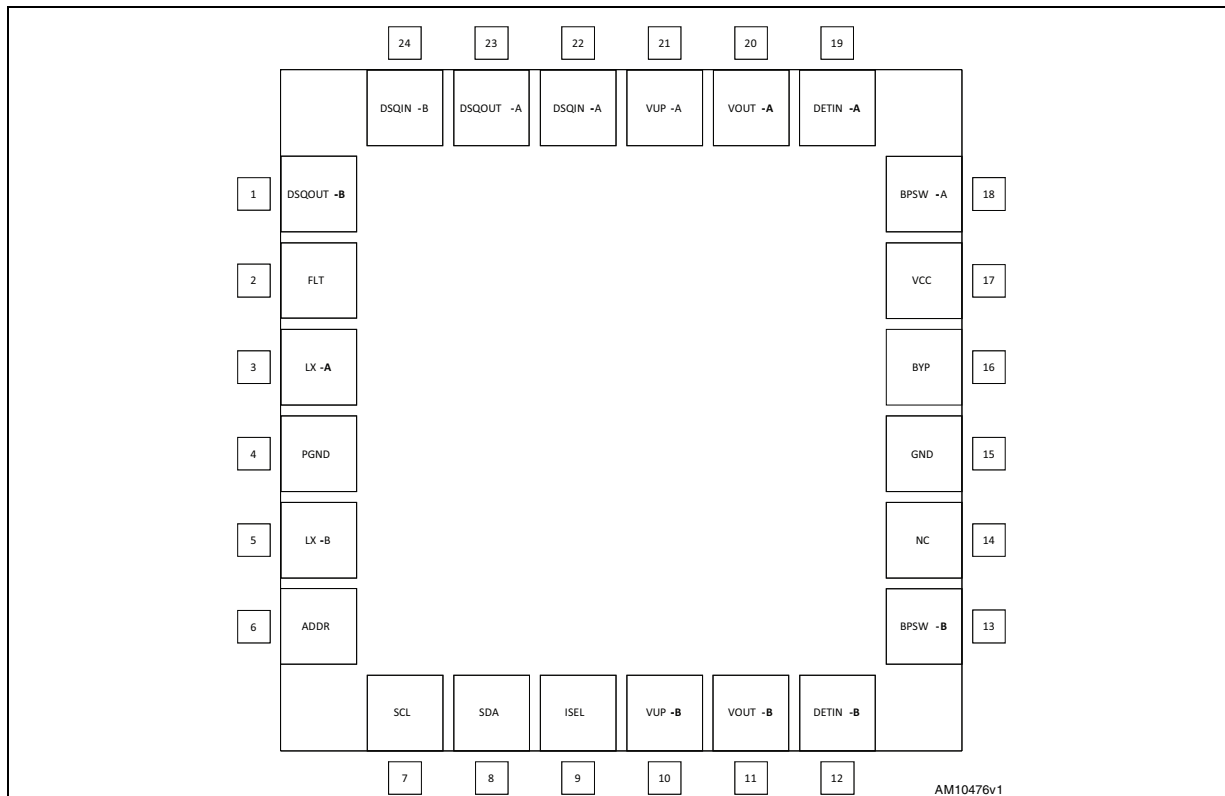 24 23 22 21 20 19
DSQIN -B DSQOUT -A DSQIN -A VUP -A VOUT -A DETIN -A
1 DSQOUT -B BPSW -A 18
2 FLT VCC 17
3 LX -A BYP 16
4 PGND GND 15
5 LX -B NC 14
6 ADDR BPSW -B 13
SCL SDA ISEL VUP -B VOUT -B DETIN -B
7 8 9 10 11 12
AM10476v1